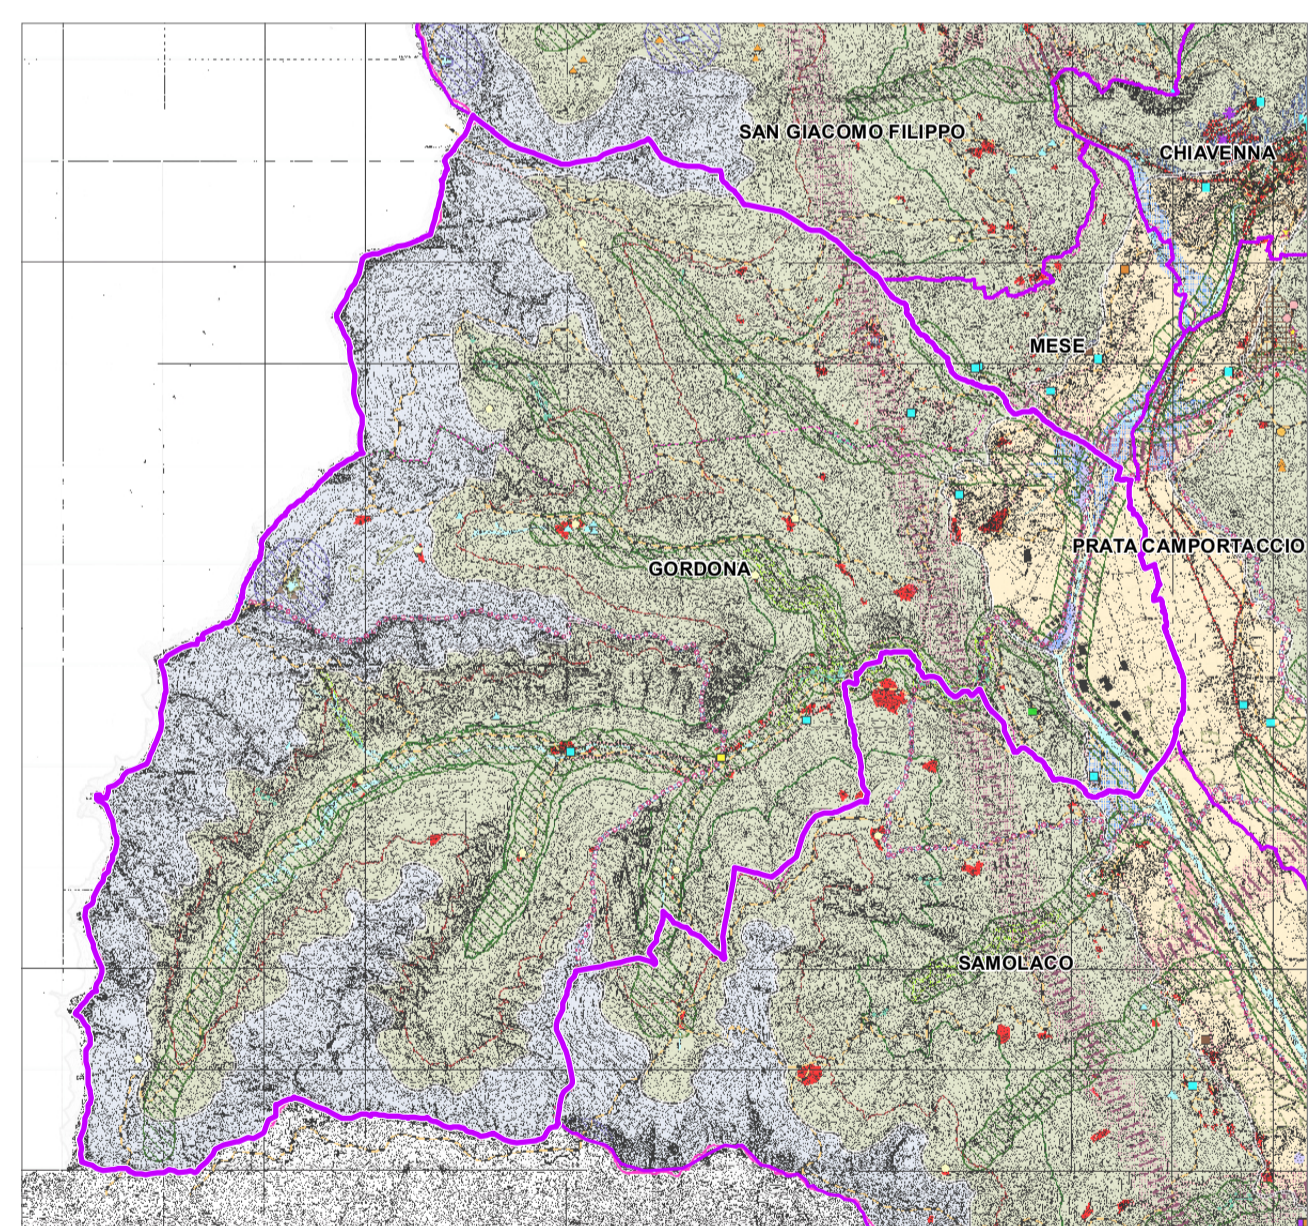 SAN GIACOMO FILIPPO
CHIAVENNA
MESE
PRATA CAMPORTACCIO
GORDONA
SAMOLACO